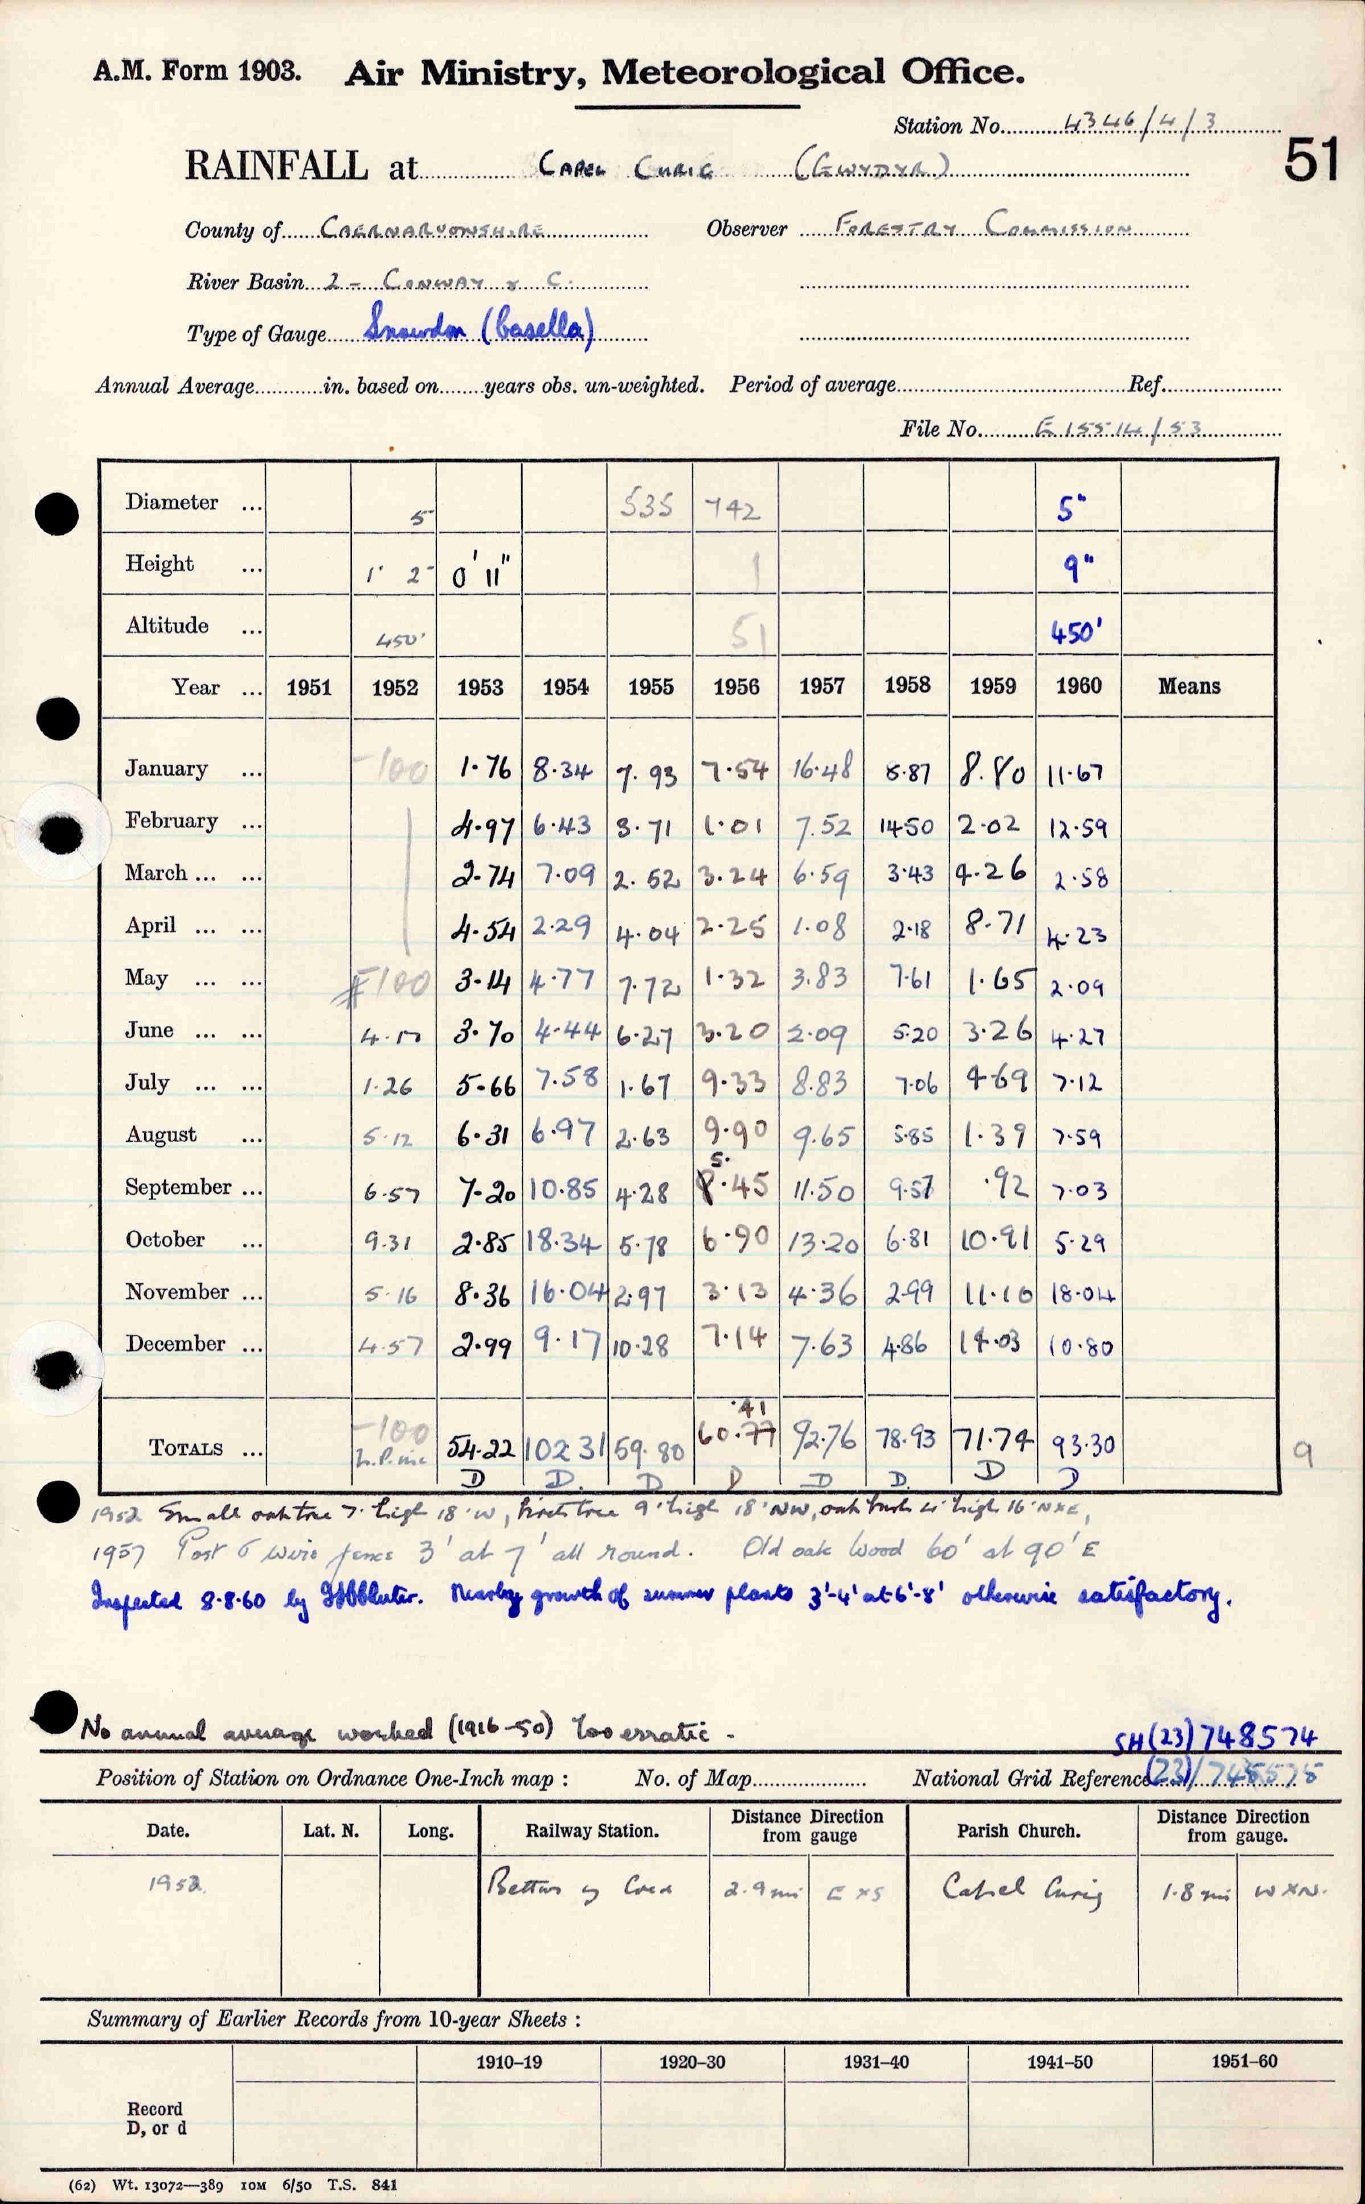 A.M. Form 1903. Air Ministry, Meteorological Office.
Station No. 4346/4/3
51
RAINFALL at CAPEL CURIG (GWYDYR)
County of CAERNARVONSHIRE Observer FORESTRY COMMISSION
River Basin 2 - CONWAY & C.
Type of Gauge Snowdon (Casella)
Annual Average in. based on years obs. un-weighted. Period of average Ref.
File No. E 15514/53
Diameter ... 5 535 742 5"
Height ... 1' 2" 0' 11" 1 9"
Altitude ... 450' 51 450'
Year ... 1951 1952 1953 1954 1955 1956 1957 1958 1959 1960 Means
January ... -100 1.76 8.34 7.93 7.54 16.48 8.87 8.80 11.67
February ... 4.97 6.43 3.71 1.01 7.52 14.50 2.02 12.59
March ... ... 2.74 7.09 2.52 3.24 6.59 3.43 4.26 2.58
April ... ... 4.54 2.29 4.04 2.25 1.08 2.18 8.71 4.23
May ... ... -100 3.14 4.77 7.72 1.32 3.83 7.61 1.65 2.09
June ... ... 4.17 3.70 4.44 6.27 3.20 2.09 5.20 3.26 4.27
July ... ... 1.26 5.66 7.58 1.67 9.33 8.83 7.06 4.69 7.12
August ... 5.12 6.31 6.97 2.63 9.90 9.65 5.85 1.39 7.59
September ... 6.57 7.20 10.85 4.28 5. 8.45 11.50 9.57 .92 7.03
October ... 9.31 2.85 18.34 5.78 6.90 13.20 6.81 10.91 5.29
November ... 5.16 8.36 16.04 2.97 3.13 4.36 2.99 11.10 18.04
December ... 4.57 2.99 9.17 10.28 7.14 7.63 4.86 14.03 10.80
.41
TOTALS ... -100 54.22 102.31 59.80 60.77 92.76 78.93 71.74 93.30 9
D D. D D D D. D D
1952 Small oak tree 7' high 18' W, birch tree 9' high 18' NW, oak bush 4' high 16' NXE,
1957 Post & wire fence 3' at 7' all round. Old oak wood 60' at 90' E
Inspected 8.8.60 by Nearby growth of summer plants 3'-4' at 6'-8' otherwise satisfactory.
No annual average worked (1916-50) too erratic -
SH(23)748574
Position of Station on Ordnance One-Inch map : No. of Map National Grid Reference (23)/748575
Date. Lat. N. Long. Railway Station. Distance Direction from gauge Parish Church. Distance Direction from gauge.
1952 Bettws y Coed 2.9 mi E X S Capel Curig 1.8 mi W X N.
Summary of Earlier Records from 10-year Sheets :
1910–19 1920–30 1931–40 1941–50 1951–60
Record
D, or d
(62) Wt. 13072—389 10M 6/50 T.S. 841